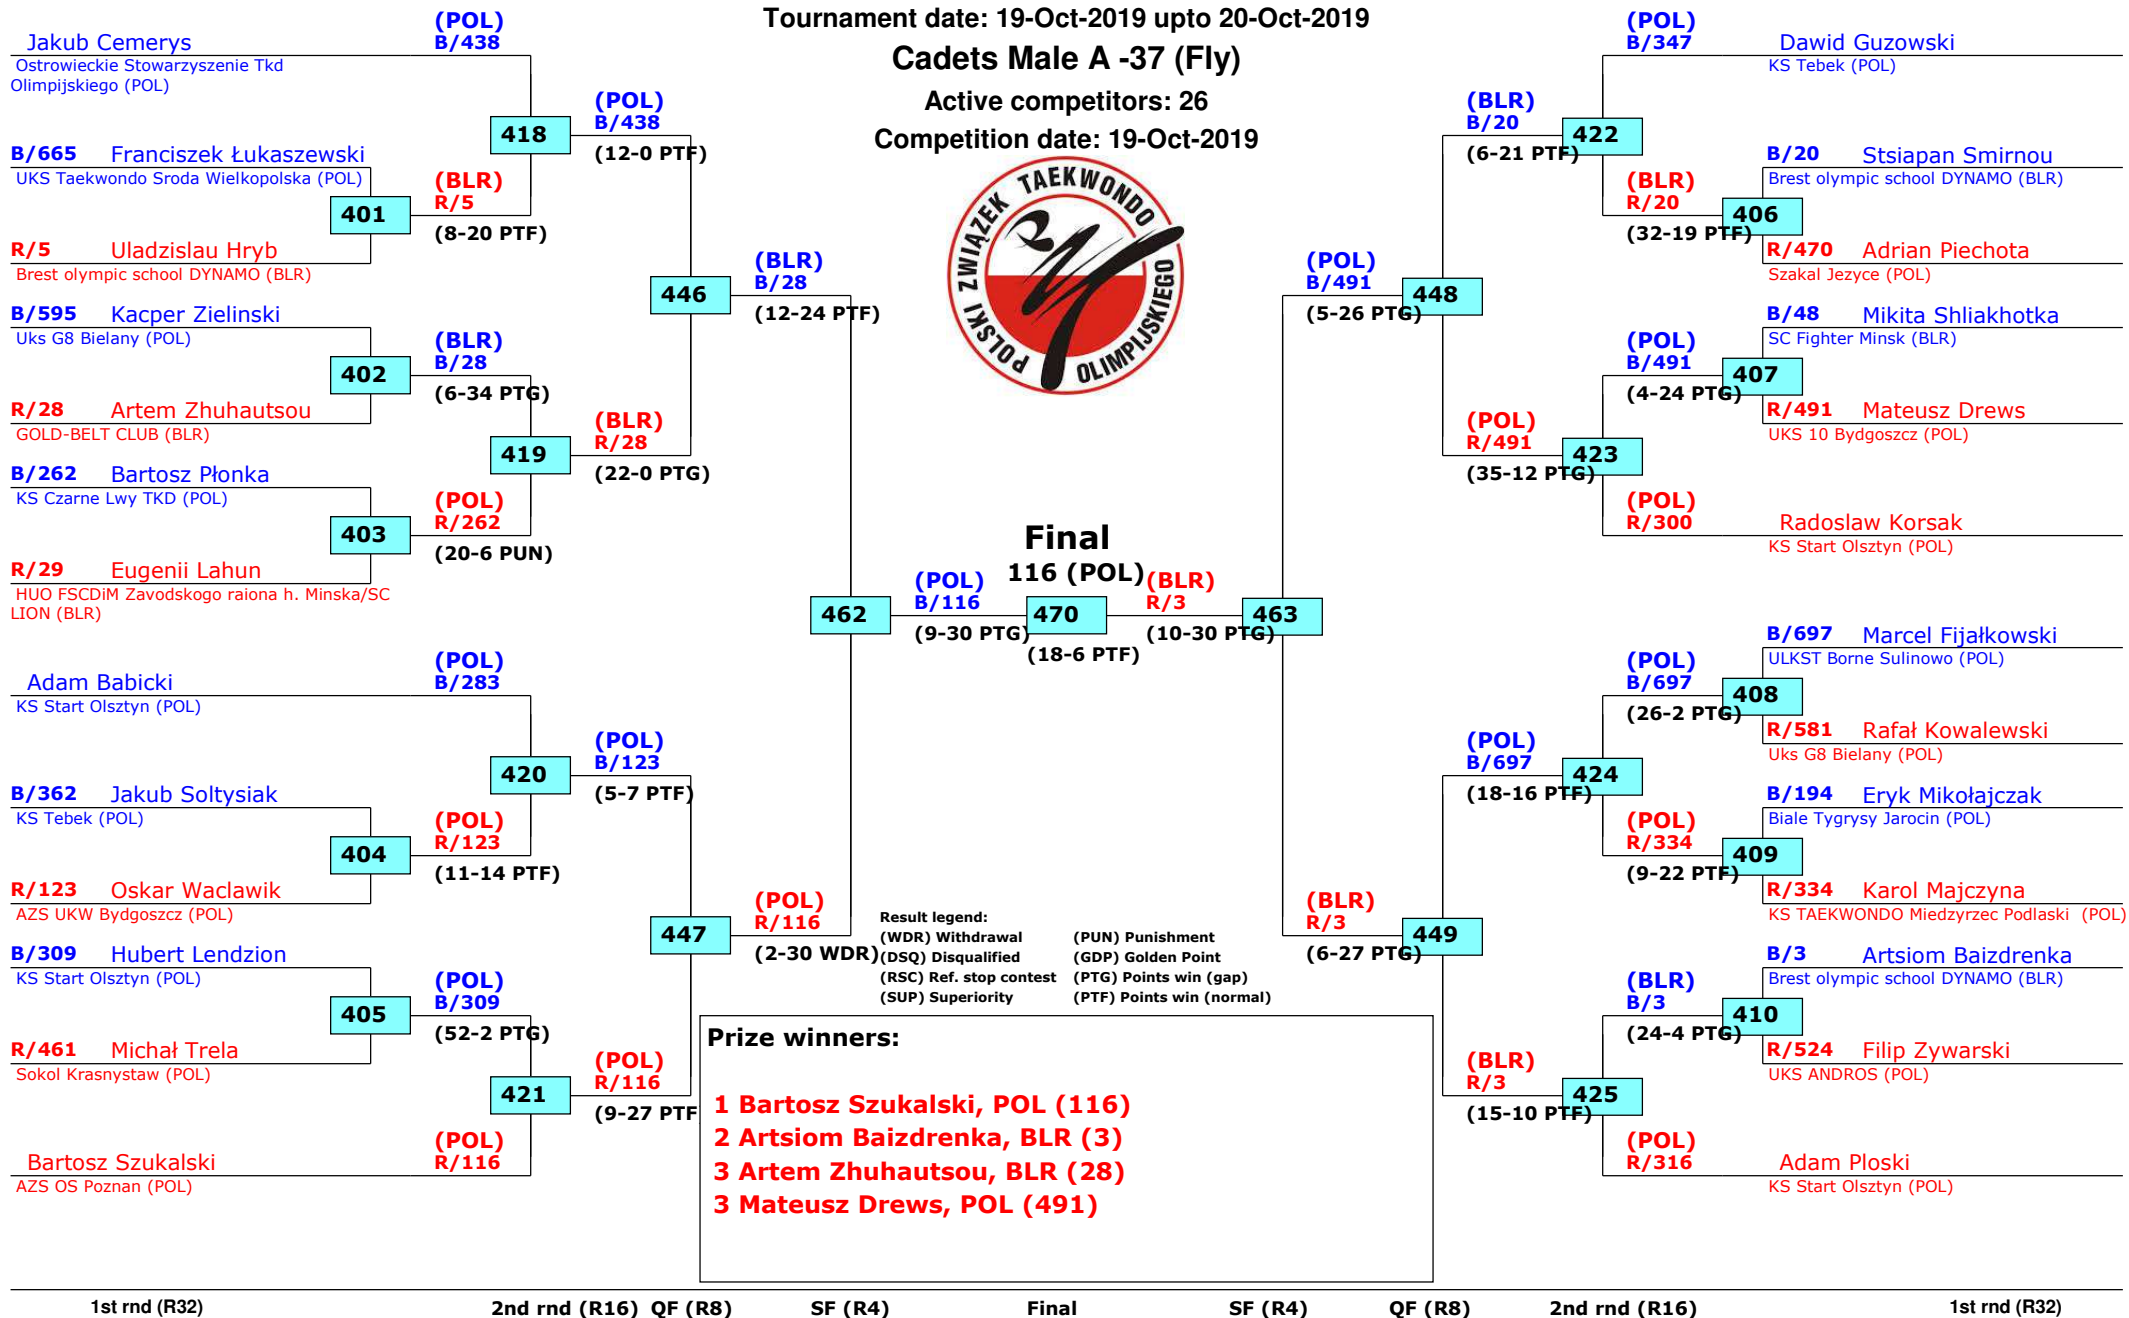 Tournament date: 19-Oct-2019 upto 20-Oct-2019
Cadets Male A -37 (Fly)
Active competitors: 26
Competition date: 19-Oct-2019
POLSKI ZWIĄZEK TAEKWONDO OLIMPIJSKIEGO
Jakub Cemerys
Ostrowieckie Stowarzyszenie Tkd
Olimpijskiego (POL)
(POL)
B/438
B/665 Franciszek Łukaszewski
UKS Taekwondo Sroda Wielkopolska (POL)
401
R/5 Uladzislau Hryb
Brest olympic school DYNAMO (BLR)
(BLR)
R/5
(8-20 PTF)
418
(POL)
B/438
(12-0 PTF)
B/595 Kacper Zielinski
Uks G8 Bielany (POL)
402
R/28 Artem Zhuhautsou
GOLD-BELT CLUB (BLR)
(BLR)
B/28
(6-34 PTG)
419
(BLR)
R/28
(22-0 PTG)
B/262 Bartosz Płonka
KS Czarne Lwy TKD (POL)
403
R/29 Eugenii Lahun
HUO FSCDiM Zavodskogo raiona h. Minska/SC
LION (BLR)
(POL)
R/262
(20-6 PUN)
446
(BLR)
B/28
(12-24 PTF)
Adam Babicki
KS Start Olsztyn (POL)
(POL)
B/283
B/362 Jakub Soltysiak
KS Tebek (POL)
404
R/123 Oskar Waclawik
AZS UKW Bydgoszcz (POL)
(POL)
R/123
(11-14 PTF)
420
(POL)
B/123
(5-7 PTF)
B/309 Hubert Lendzion
KS Start Olsztyn (POL)
405
R/461 Michał Trela
Sokol Krasnystaw (POL)
(POL)
B/309
(52-2 PTG)
421
(POL)
R/116
(9-27 PTF
Bartosz Szukalski
AZS OS Poznan (POL)
(POL)
R/116
447
(POL)
R/116
(2-30 WDR)
462
(POL)
B/116
(9-30 PTG)
Final
116 (POL)
470
(18-6 PTF)
(BLR)
R/3
(10-30 PTG)
463
(POL)
B/491
(5-26 PTG)
448
(BLR)
B/20
(6-21 PTF)
422
(POL)
B/347
Dawid Guzowski
KS Tebek (POL)
(BLR)
R/20
(32-19 PTF)
406
B/20 Stsiapan Smirnou
Brest olympic school DYNAMO (BLR)
R/470 Adrian Piechota
Szakal Jezyce (POL)
(POL)
R/491
(35-12 PTG)
423
(POL)
B/491
(4-24 PTG)
407
B/48 Mikita Shliakhotka
SC Fighter Minsk (BLR)
R/491 Mateusz Drews
UKS 10 Bydgoszcz (POL)
(POL)
R/300
Radoslaw Korsak
KS Start Olsztyn (POL)
(BLR)
R/3
(6-27 PTG)
449
(POL)
B/697
(18-16 PTF)
424
(POL)
B/697
(26-2 PTG)
408
B/697 Marcel Fijałkowski
ULKST Borne Sulinowo (POL)
R/581 Rafał Kowalewski
Uks G8 Bielany (POL)
(POL)
R/334
(9-22 PTF)
409
B/194 Eryk Mikołajczak
Biale Tygrysy Jarocin (POL)
R/334 Karol Majczyna
KS TAEKWONDO Miedzyrzec Podlaski (POL)
(BLR)
R/3
(15-10 PTF)
425
(BLR)
B/3
(24-4 PTG)
410
B/3 Artsiom Baizdrenka
Brest olympic school DYNAMO (BLR)
R/524 Filip Zywarski
UKS ANDROS (POL)
(POL)
R/316
Adam Ploski
KS Start Olsztyn (POL)
Result legend:
(WDR) Withdrawal (PUN) Punishment
(DSQ) Disqualified (GDP) Golden Point
(RSC) Ref. stop contest (PTG) Points win (gap)
(SUP) Superiority (PTF) Points win (normal)
Prize winners:
1 Bartosz Szukalski, POL (116)
2 Artsiom Baizdrenka, BLR (3)
3 Artem Zhuhautsou, BLR (28)
3 Mateusz Drews, POL (491)
1st rnd (R32) 2nd rnd (R16) QF (R8) SF (R4) Final SF (R4) QF (R8) 2nd rnd (R16) 1st rnd (R32)